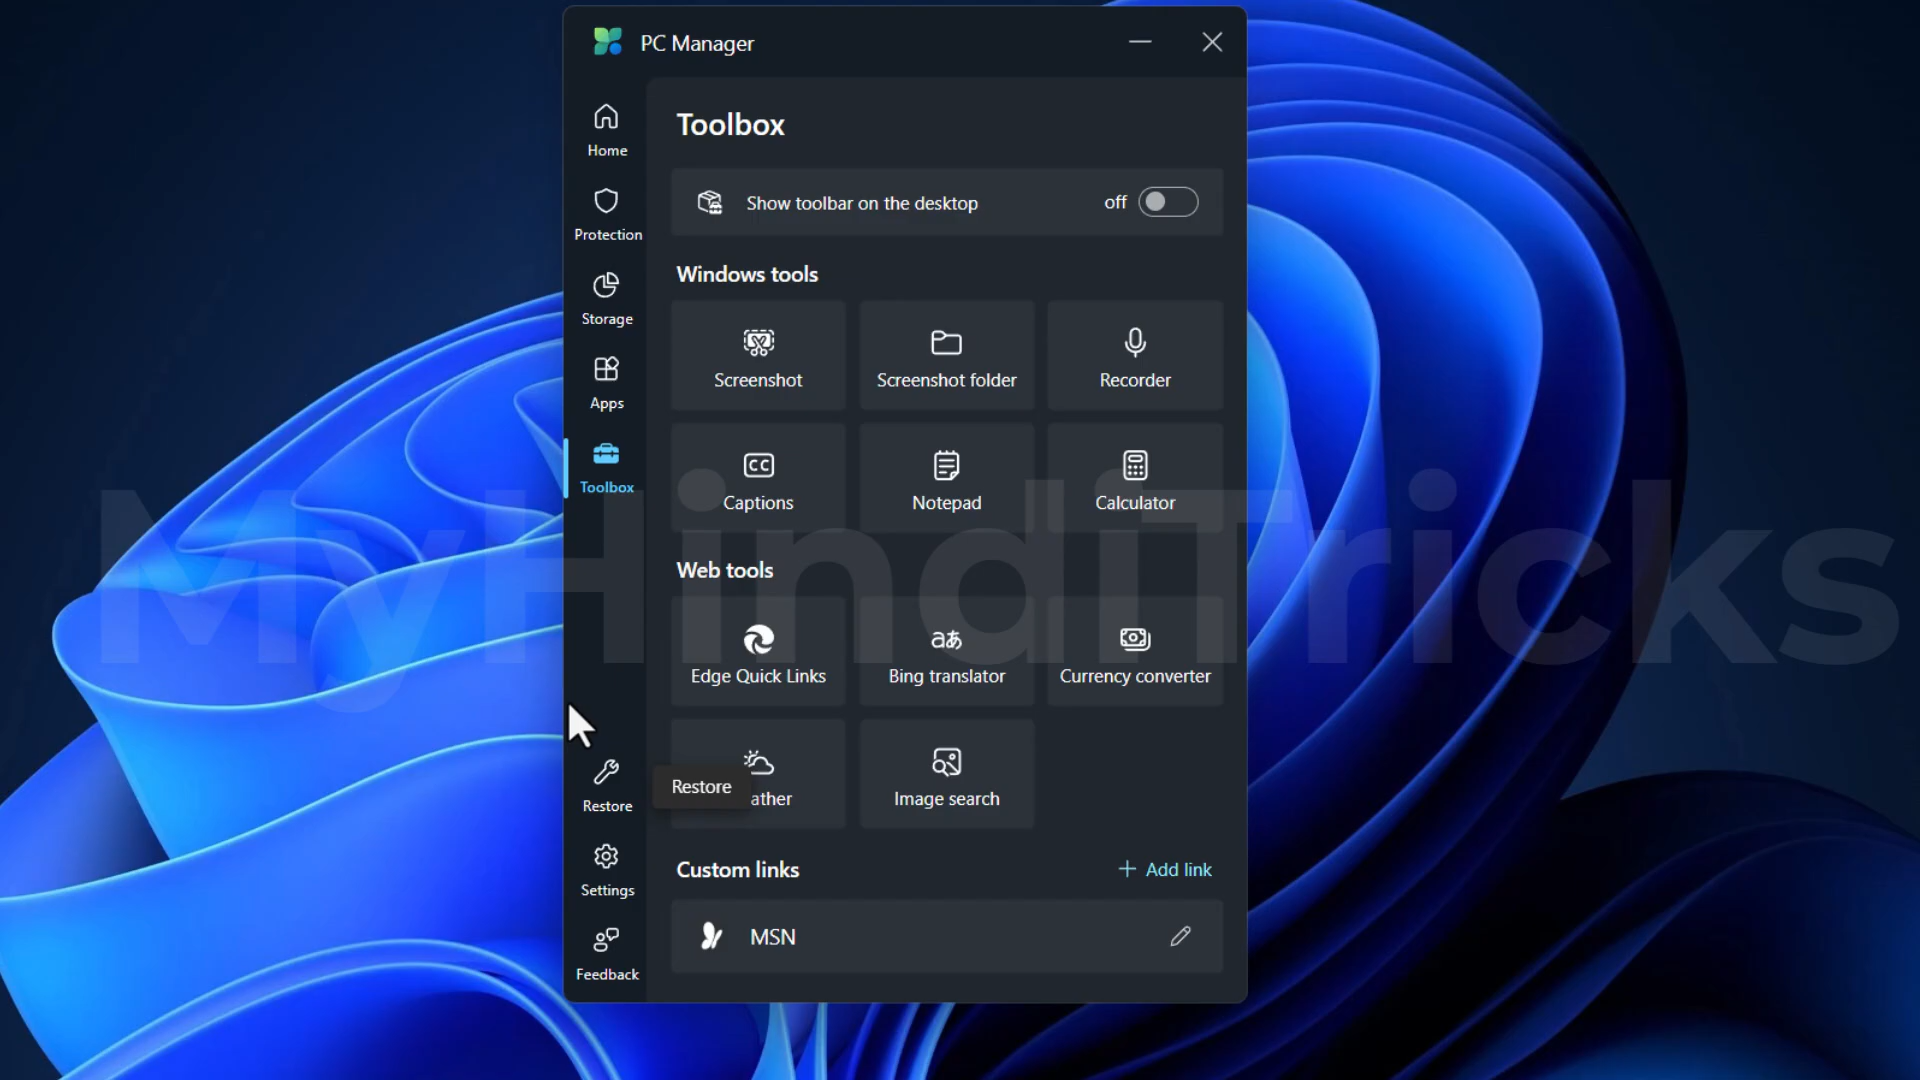 PC Manager
Home
Protection
Storage
Apps
Toolbox
Restore
Settings
Feedback
Toolbox
Show toolbar on the desktop off
Windows tools
Screenshot Screenshot folder Recorder
CC
Captions Notepad Calculator
Web tools
aあ
Edge Quick Links Bing translator Currency converter
Restore
ather Image search
Custom links + Add link
MSN
MyHindiTricks